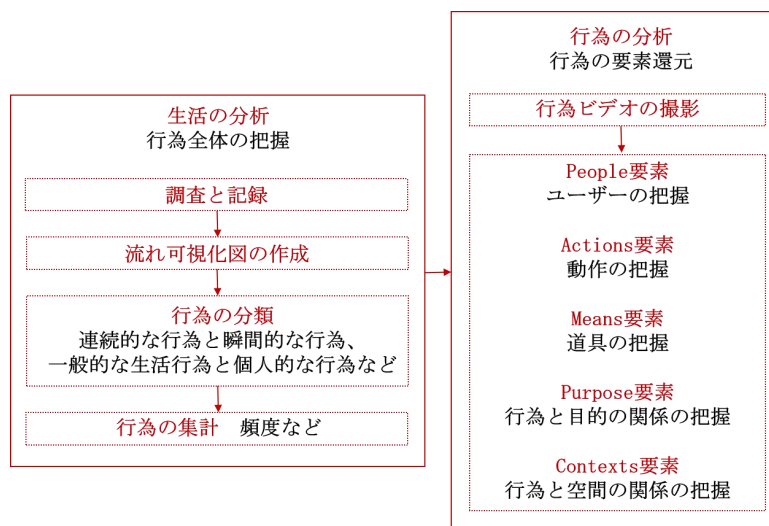 生活の分析
行為全体の把握
調査と記録
流れ可視化図の作成
行為の分類
連続的な行為と瞬間的な行為、
一般的な生活行為と個人的な行為など
行為の集計　頻度など
行為の分析
行為の要素還元
行為ビデオの撮影
People要素
ユーザーの把握
Actions要素
動作の把握
Means要素
道具の把握
Purpose要素
行為と目的の関係の把握
Contexts要素
行為と空間の関係の把握